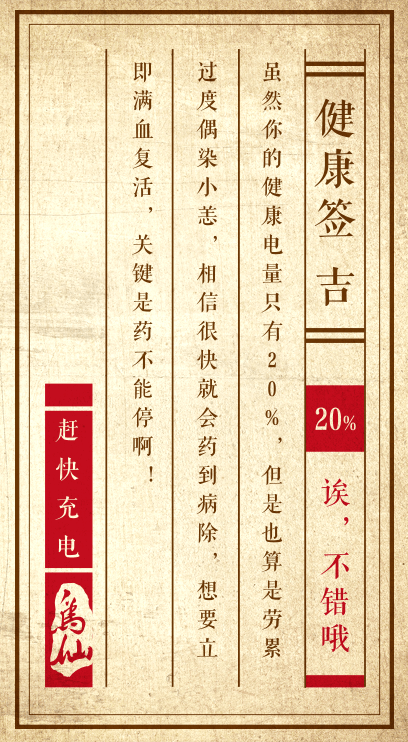 健康签 吉
20%
诶，不错哦
虽然你的健康电量只有20%，但是也算是劳累
过度偶染小恙，相信很快就会药到病除，想要立
即满血复活，关键是药不能停啊！
赶快充电